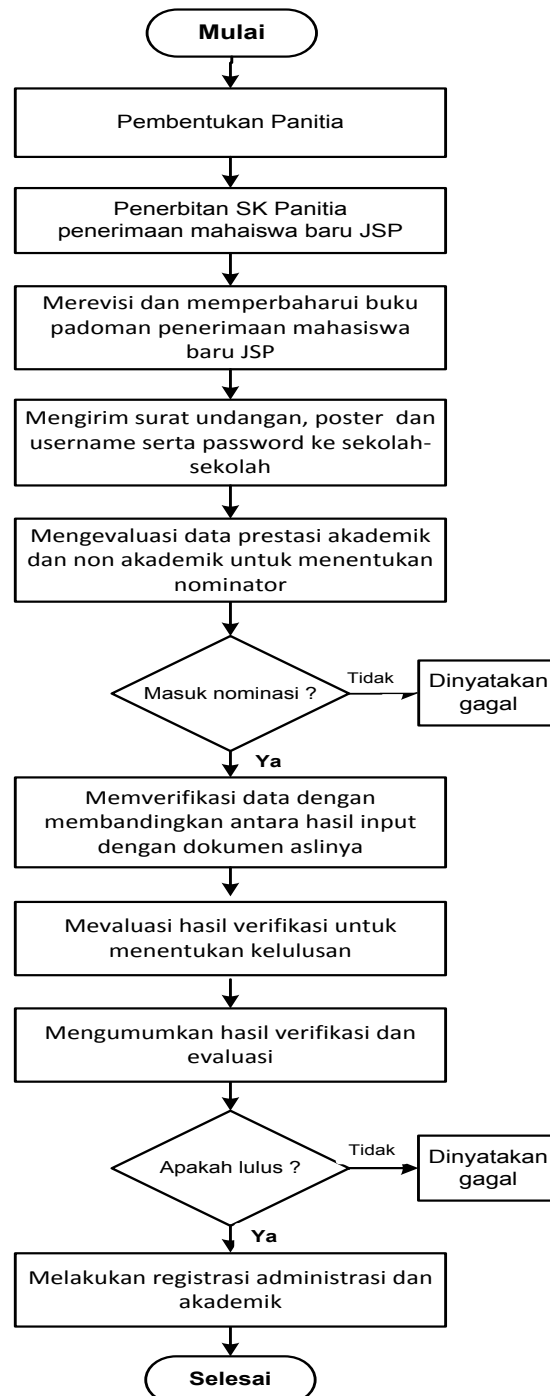 Mulai
Pembentukan Panitia
Penerbitan SK Panitia
penerimaan mahaiswa baru JSP
Merevisi dan memperbaharui buku
padoman penerimaan mahasiswa
baru JSP
Mengirim surat undangan, poster dan
username serta password ke sekolah-
sekolah
Mengevaluasi data prestasi akademik
dan non akademik untuk menentukan
nominator
Masuk nominasi ?
Tidak
Dinyatakan
gagal
Ya
Memverifikasi data dengan
membandingkan antara hasil input
dengan dokumen aslinya
Mevaluasi hasil verifikasi untuk
menentukan kelulusan
Mengumumkan hasil verifikasi dan
evaluasi
Apakah lulus ?
Tidak
Dinyatakan
gagal
Ya
Melakukan registrasi administrasi dan
akademik
Selesai